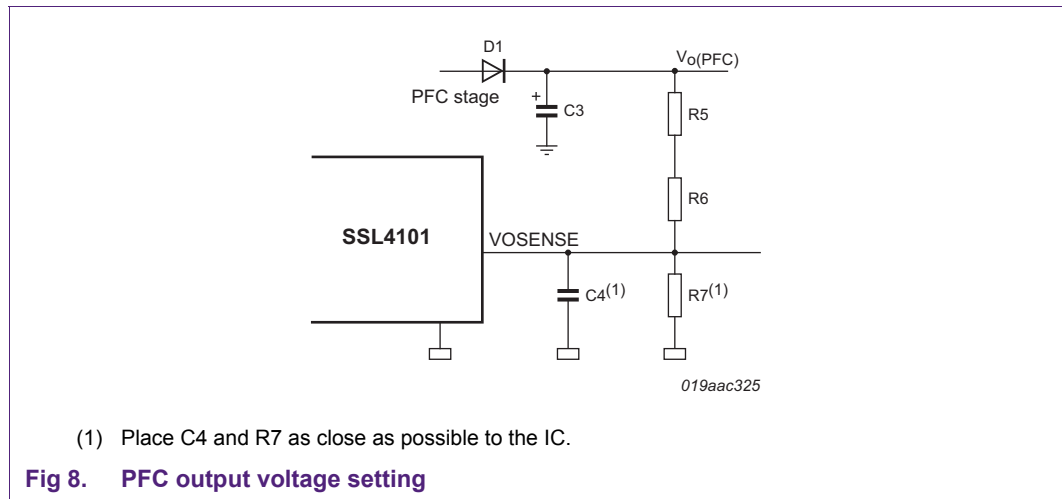 D1
Vo(PFC)
PFC stage
+
C3
R5
R6
SSL4101
VOSENSE
C4(1)
R7(1)
019aac325
(1) Place C4 and R7 as close as possible to the IC.
Fig 8. PFC output voltage setting